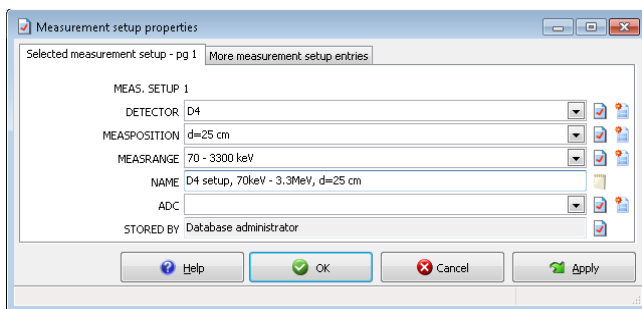 Measurement setup properties
Selected measurement setup - pg 1 More measurement setup entries
MEAS. SETUP 1
DETECTOR D4
MEASPOSITION d=25 cm
MEASRANGE 70 - 3300 keV
NAME D4 setup, 70keV - 3.3MeV, d=25 cm
ADC
STORED BY Database administrator
Help OK Cancel Apply